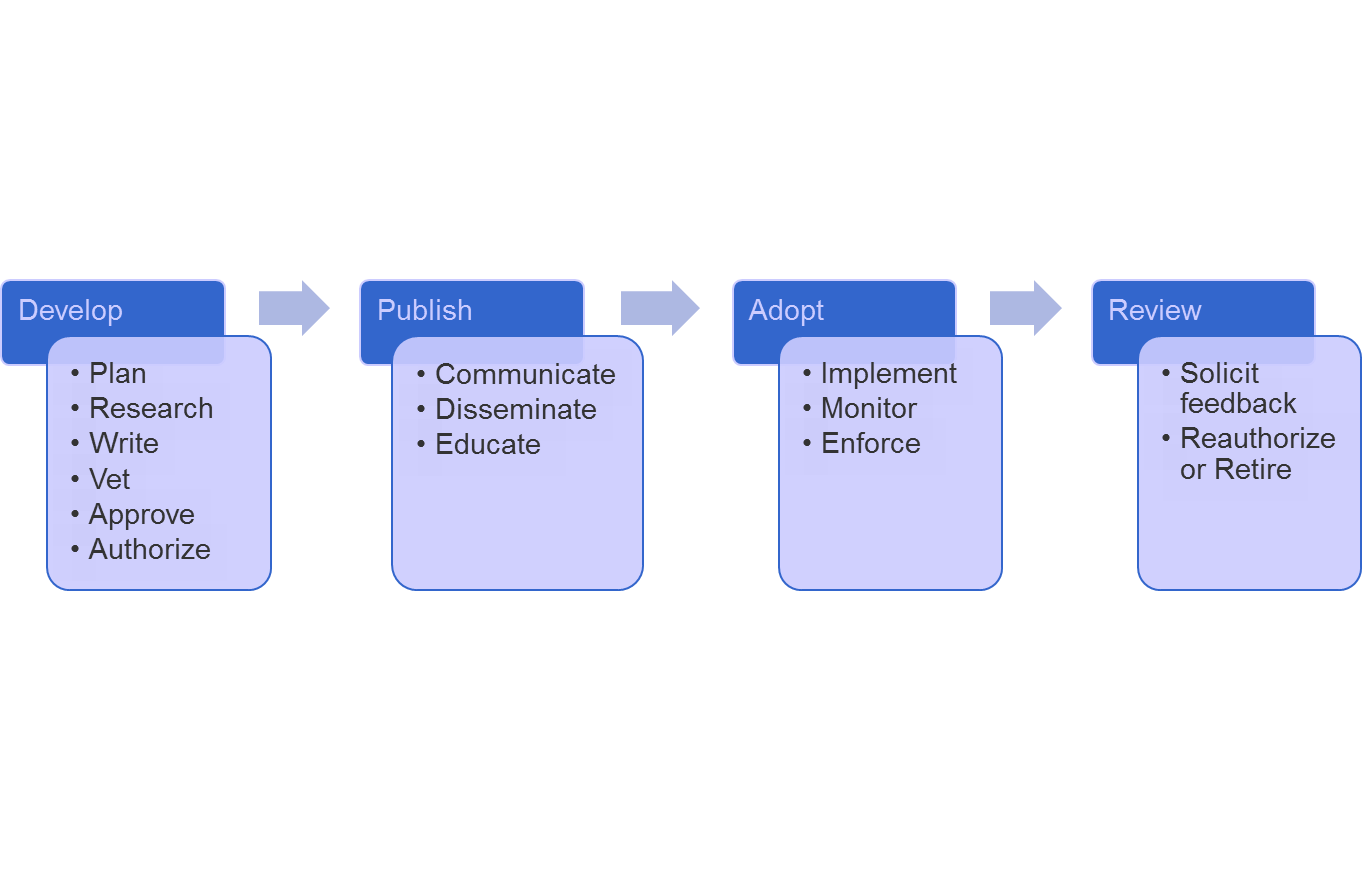 Develop
• Plan
• Research
• Write
• Vet
• Approve
• Authorize
Publish
• Communicate
• Disseminate
• Educate
Adopt
• Implement
• Monitor
• Enforce
Review
• Solicit
feedback
• Reauthorize
or Retire